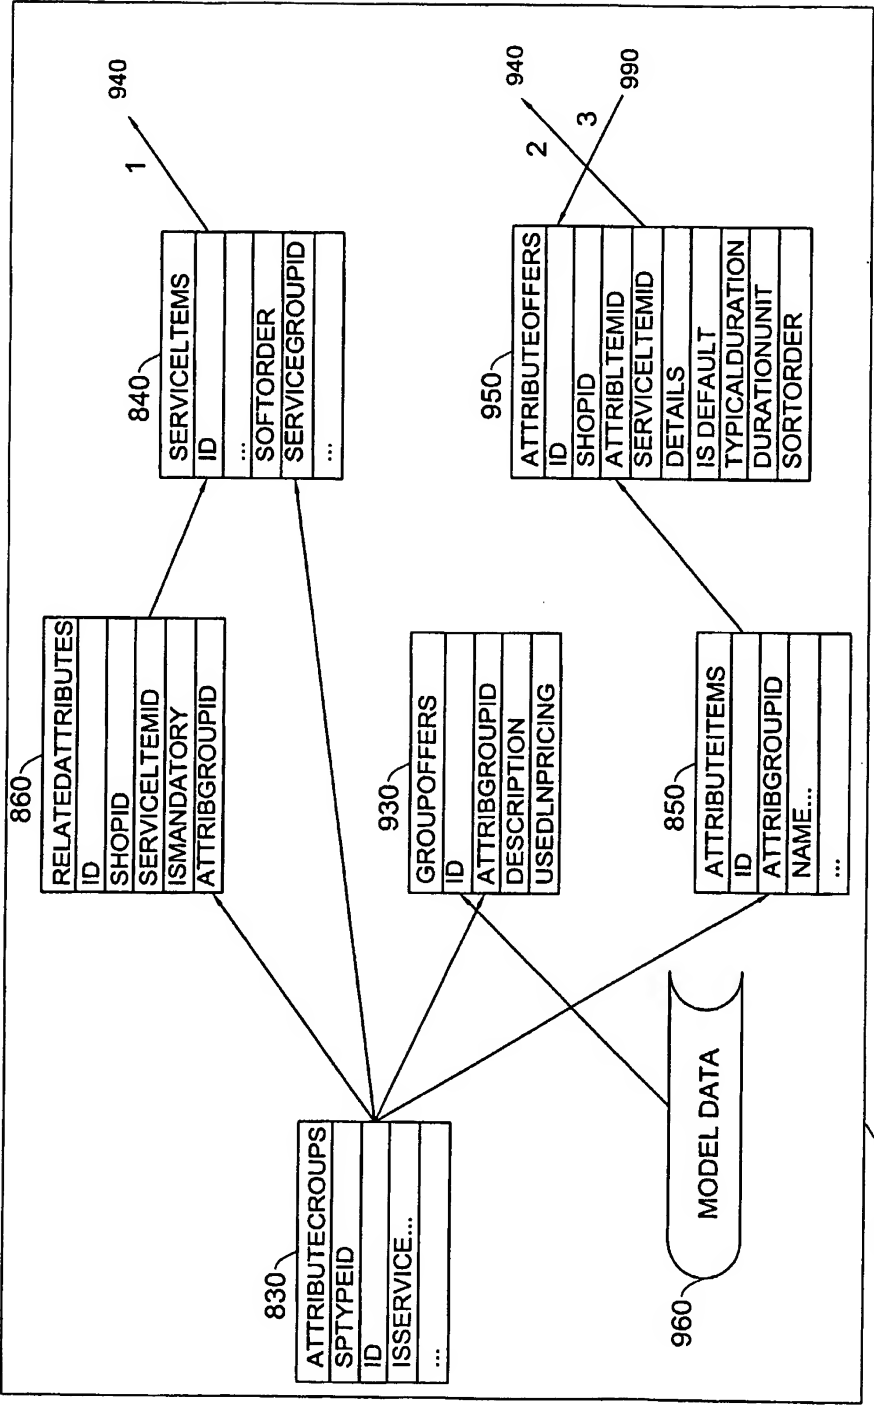 830
ATTRIBUTECROUPS
SPTYPEID
ID
ISSERVICE...
...
960
MODEL DATA
860
RELATEDATTRIBUTES
ID
SHOPID
SERVICELTEMID
ISMANDATORY
ATTRIBGROUPID
930
GROUPOFFERS
ID
ATTRIBGROUPID
DESCRIPTION
USEDLNPRICING
850
ATTRIBUTEITEMS
ID
ATTRIBGROUPID
NAME...
...
840
SERVICELTEMS
ID
...
SOFTORDER
SERVICEGROUPID
...
950
ATTRIBUTEOFFERS
ID
SHOPID
ATTRIBLTEMID
SERVICELTEMID
DETAILS
IS DEFAULT
TYPICALDURATION
DURATIONUNIT
SORTORDER
1
940
2
940
3
990